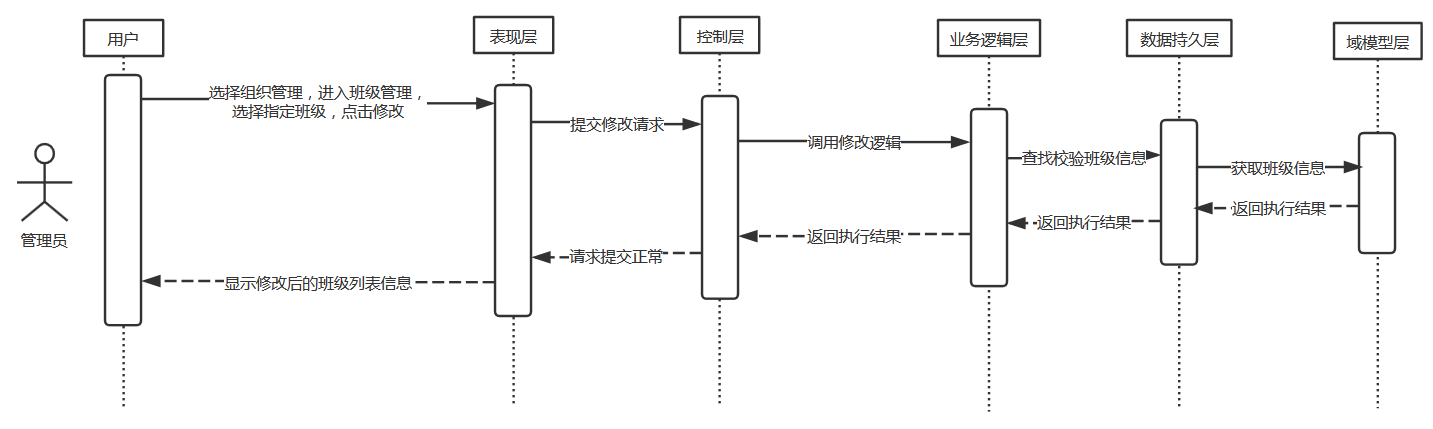 用户
表现层
控制层
业务逻辑层
数据持久层
域模型层
选择组织管理，进入班级管理，
选择指定班级，点击修改
提交修改请求
调用修改逻辑
查找校验班级信息
获取班级信息
返回执行结果
返回执行结果
返回执行结果
请求提交正常
显示修改后的班级列表信息
管理员